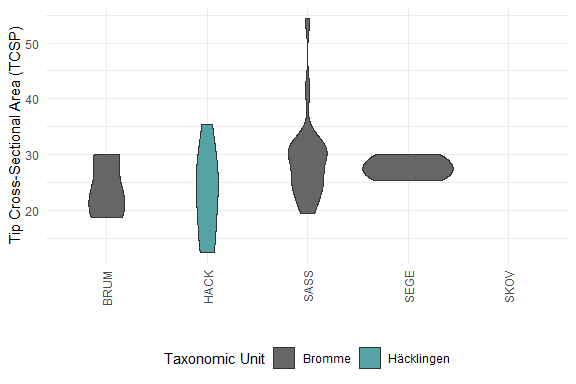 Tip Cross-Sectional Area (TCSP)
50
40
30
20
BRUM
HACK
SASS
SEGE
SKOV
Taxonomic Unit
Bromme
Häcklingen